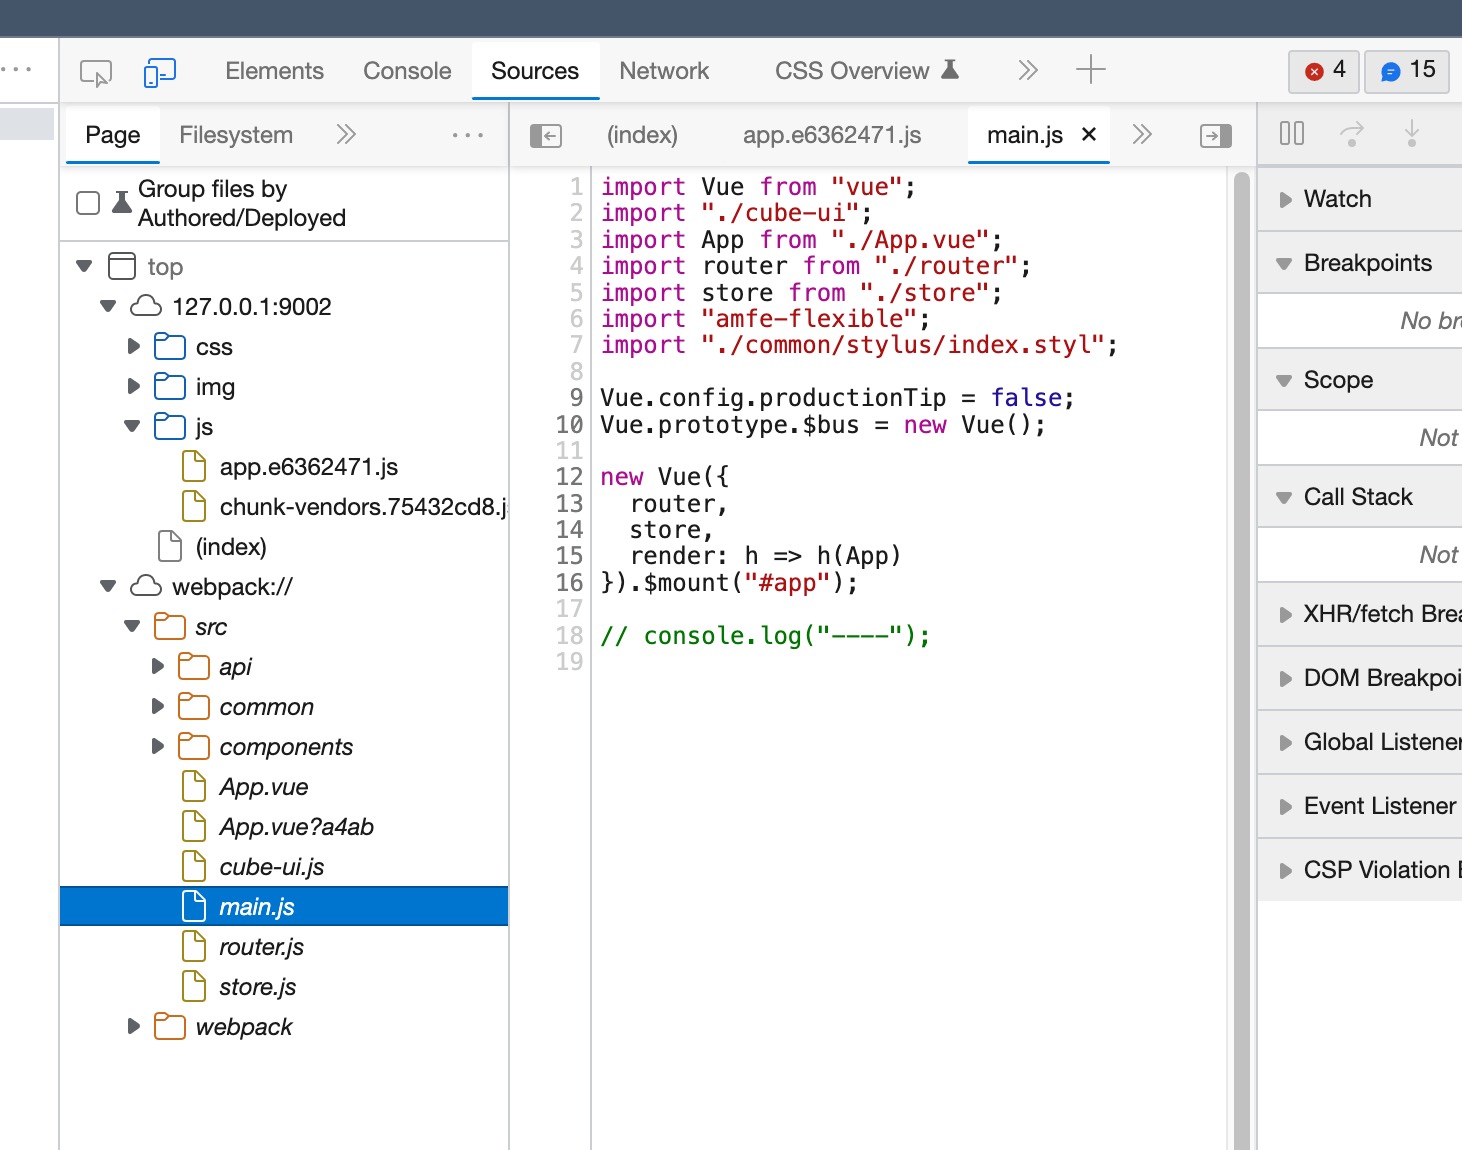 Elements Console Sources Network CSS Overview 4 15
Page Filesystem
(index) app.e6362471.js main.js
Group files by
Authored/Deployed
top
127.0.0.1:9002
css
img
js
app.e6362471.js
chunk-vendors.75432cd8.j
(index)
webpack://
src
api
common
components
App.vue
App.vue?a4ab
cube-ui.js
main.js
router.js
store.js
webpack
1 import Vue from "vue";
2 import "./cube-ui";
3 import App from "./App.vue";
4 import router from "./router";
5 import store from "./store";
6 import "amfe-flexible";
7 import "./common/stylus/index.styl";
8
9 Vue.config.productionTip = false;
10 Vue.prototype.$bus = new Vue();
11
12 new Vue({
13   router,
14   store,
15   render: h => h(App)
16 }).$mount("#app");
17
18 // console.log("----");
19
Watch
Breakpoints
No br
Scope
Not
Call Stack
Not
XHR/fetch Brea
DOM Breakpoi
Global Listener
Event Listener
CSP Violation B